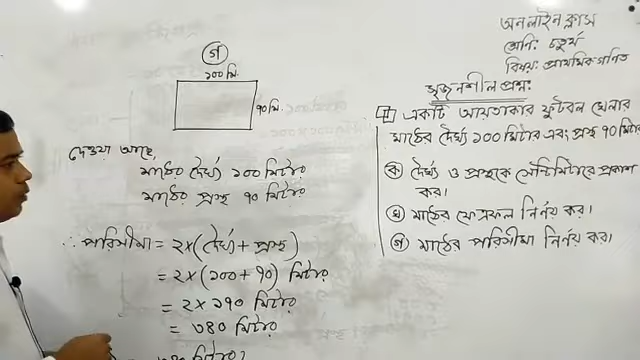 অনলাইন ক্লাস
শ্রেণি: চতুর্থ
বিষয়: প্রাথমিক গণিত
সৃজনশীল প্রশ্ন:
১। একটি আয়তাকার ফুটবল খেলার
মাঠের দৈর্ঘ্য ১০০ মিটার এবং প্রস্থ ৭০ মিটার
ক) দৈর্ঘ্য ও প্রস্থকে সেন্টিমিটারে প্রকাশ
কর।
খ) মাঠের ক্ষেত্রফল নির্ণয় কর।
গ) মাঠের পরিসীমা নির্ণয় কর।
গ
১০০ মি.
৭০ মি.
দেওয়া আছে,
মাঠের দৈর্ঘ্য ১০০ মিটার
মাঠের প্রস্থ ৭০ মিটার
∴ পরিসীমা = ২×(দৈর্ঘ্য + প্রস্থ)
= ২×(১০০ + ৭০) মিটার
= ২×১৭০ মিটার
= ৩৪০ মিটার